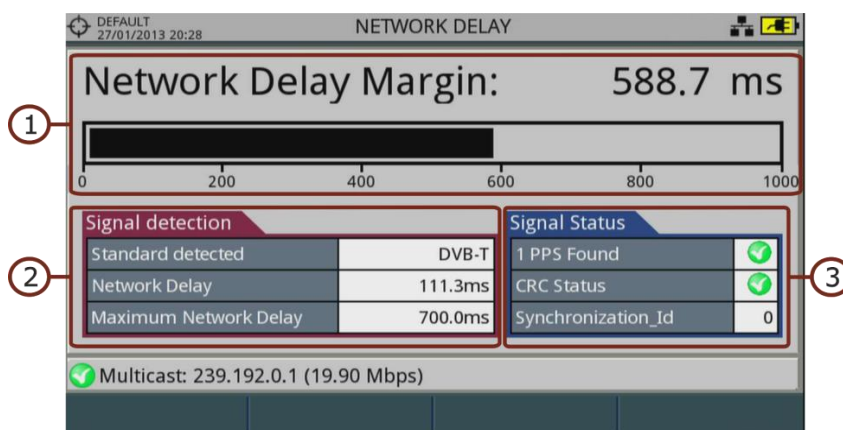 DEFAULT
27/01/2013 20:28
NETWORK DELAY
Network Delay Margin: 588.7 ms
1
0 200 400 600 800 1000
Signal detection
Standard detected DVB-T
Network Delay 111.3ms
Maximum Network Delay 700.0ms
2
Signal Status
1 PPS Found
CRC Status
Synchronization_Id 0
3
Multicast: 239.192.0.1 (19.90 Mbps)